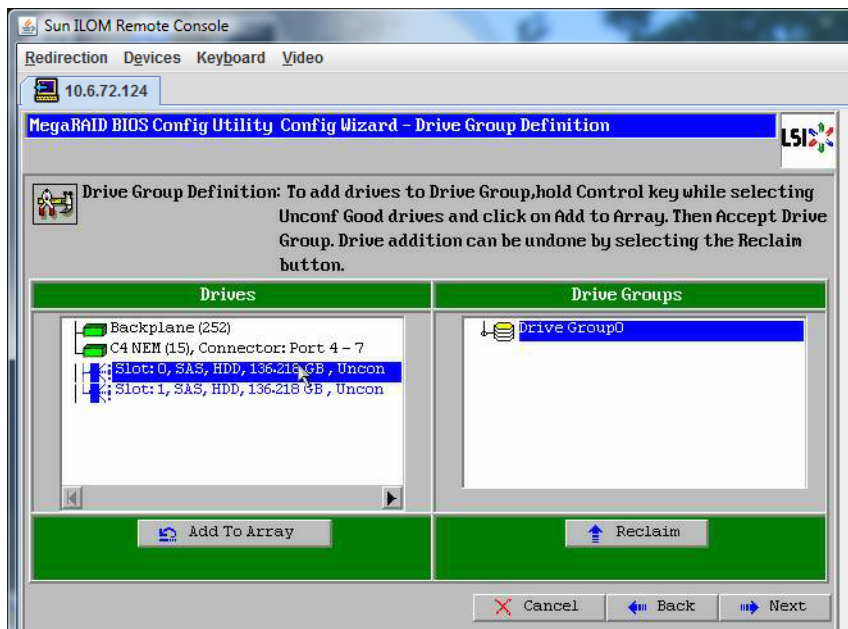 Sun ILOM Remote Console
Redirection Devices Keyboard Video
10.6.72.124
MegaRAID BIOS Config Utility Config Wizard – Drive Group Definition
LSI
Drive Group Definition: To add drives to Drive Group,hold Control key while selecting
Unconf Good drives and click on Add to Array. Then Accept Drive
Group. Drive addition can be undone by selecting the Reclaim
button.
Drives
Drive Groups
Backplane (252)
C4 NEM (15), Connector: Port 4 – 7
Slot: 0, SAS, HDD, 136.218 GB , Uncon
Slot: 1, SAS, HDD, 136.218 GB , Uncon
Drive Group0
Add To Array
Reclaim
Cancel
Back
Next